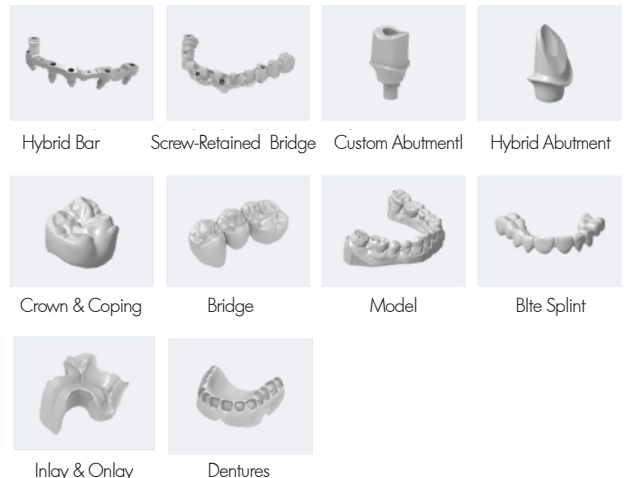 Hybrid Bar
Screw-Retained Bridge
Custom Abutmentl
Hybrid Abutment
Crown & Coping
Bridge
Model
BIte Splint
Inlay & Onlay
Dentures